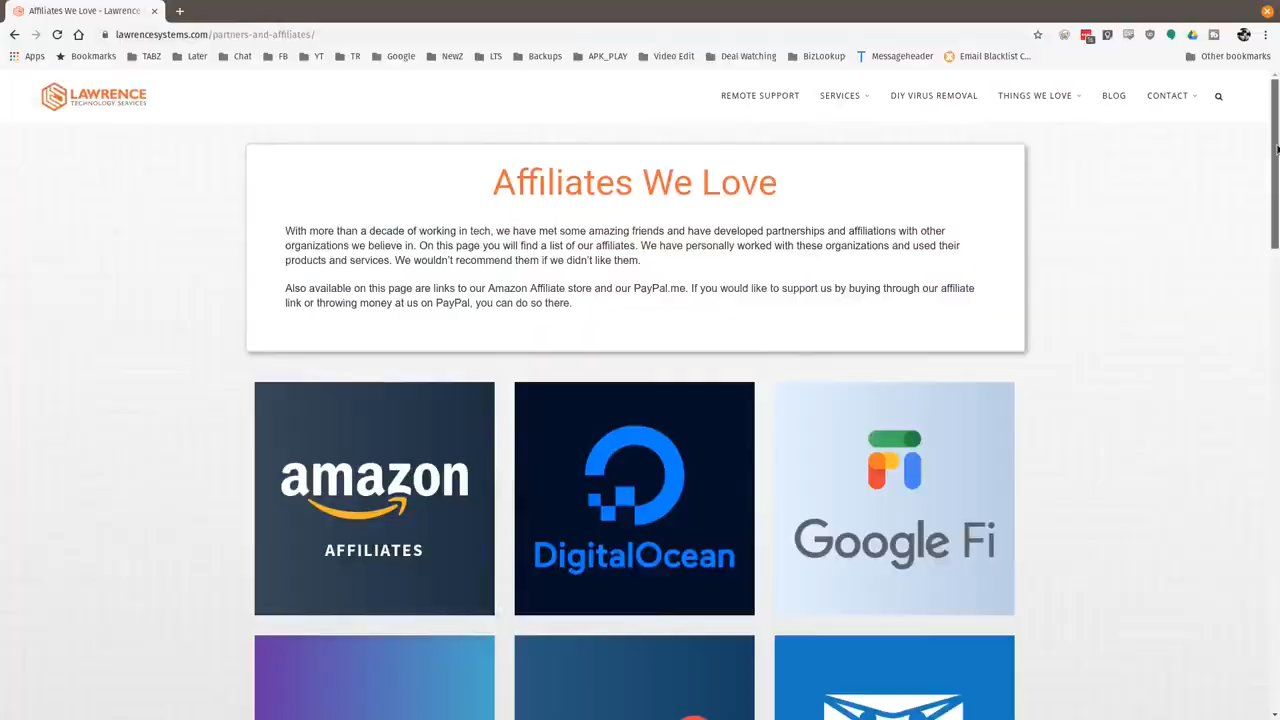 Affiliates We Love - Lawrence
lawrencesystems.com/partners-and-affiliates/
Apps Bookmarks TABZ Later Chat FB YT TR Google NewZ LTS Backups APK_PLAY Video Edit Deal Watching BizLookup Messageheader Email Blacklist C... Other bookmarks
LAWRENCE
TECHNOLOGY SERVICES
REMOTE SUPPORT SERVICES DIY VIRUS REMOVAL THINGS WE LOVE BLOG CONTACT
Affiliates We Love
With more than a decade of working in tech, we have met some amazing friends and have developed partnerships and affiliations with other
organizations we believe in. On this page you will find a list of our affiliates. We have personally worked with these organizations and used their
products and services. We wouldn't recommend them if we didn't like them.
Also available on this page are links to our Amazon Affiliate store and our PayPal.me. If you would like to support us by buying through our affiliate
link or throwing money at us on PayPal, you can do so there.
amazon
AFFILIATES
DigitalOcean
Google Fi